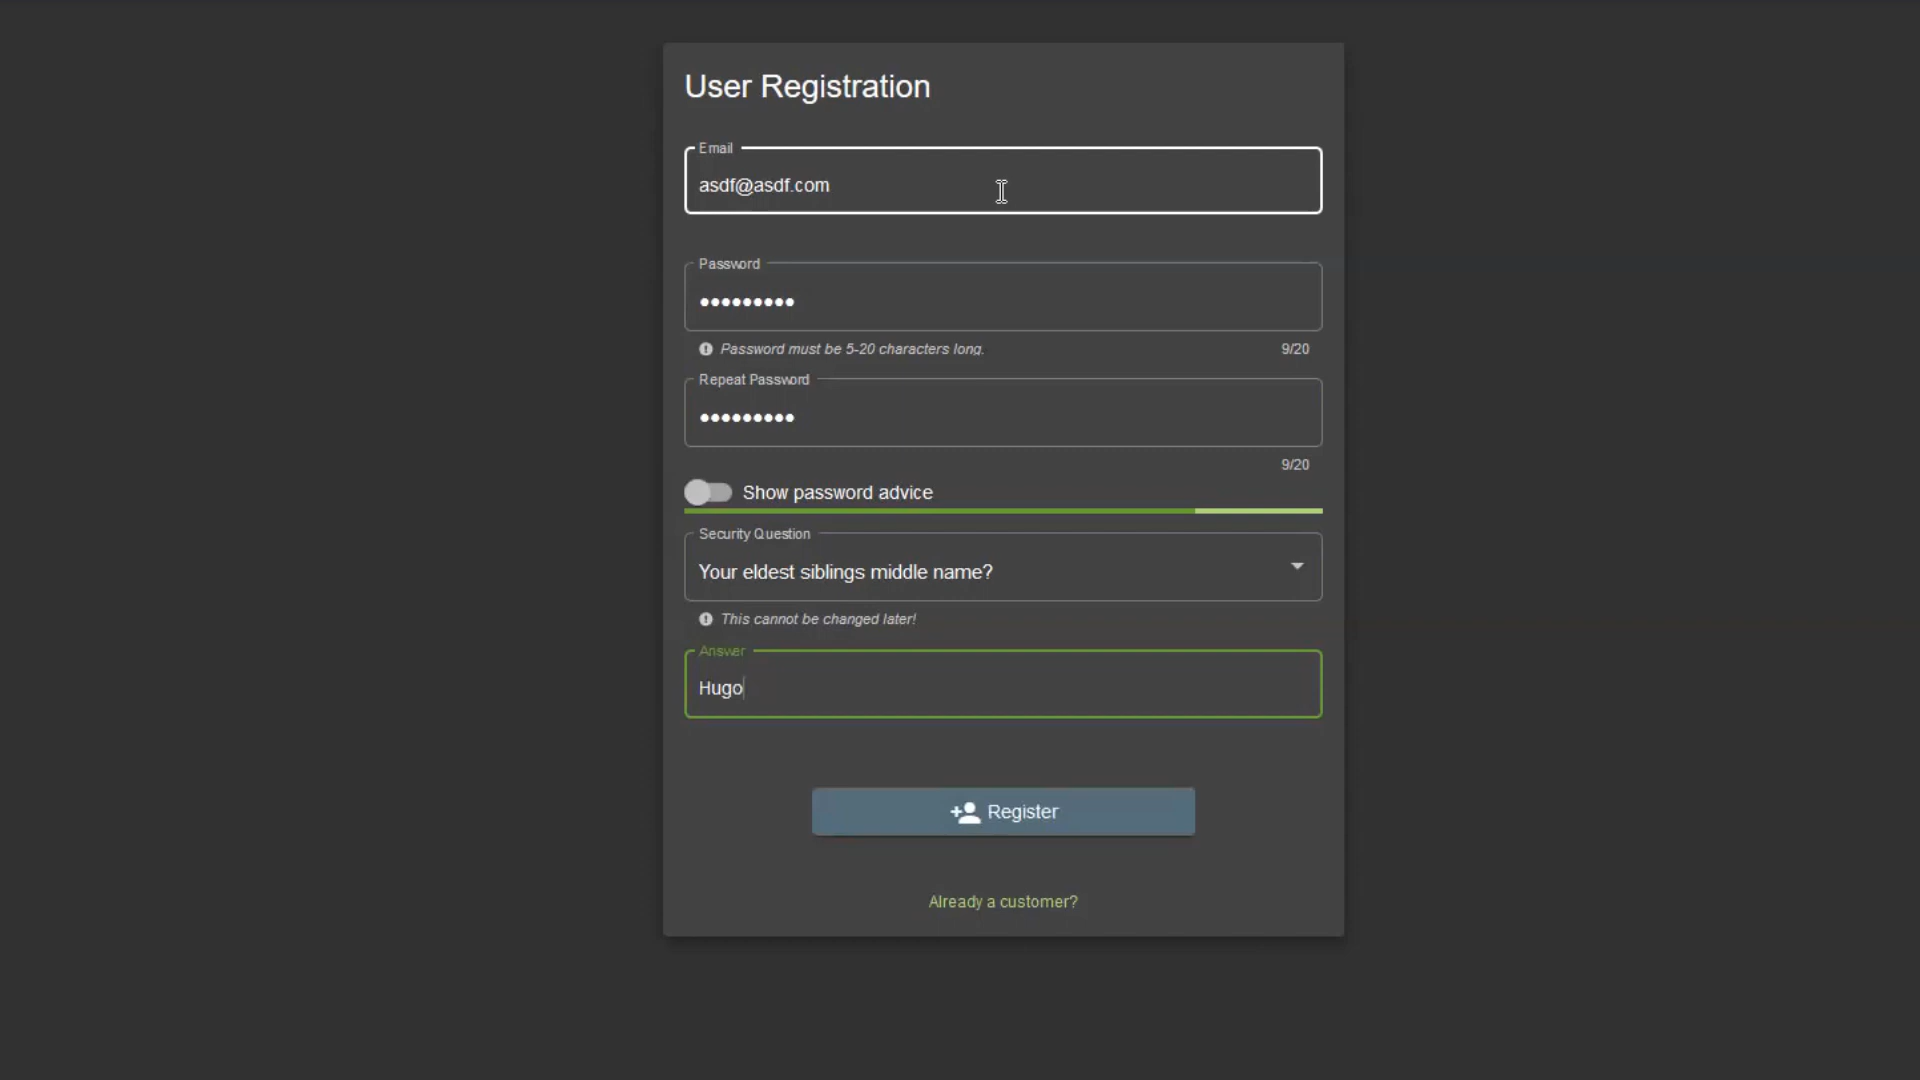 User Registration
Email
asdf@asdf.com
Password
•••••••••
Password must be 5-20 characters long.
9/20
Repeat Password
•••••••••
9/20
Show password advice
Security Question
Your eldest siblings middle name?
This cannot be changed later!
Answer
Hugo
Register
Already a customer?